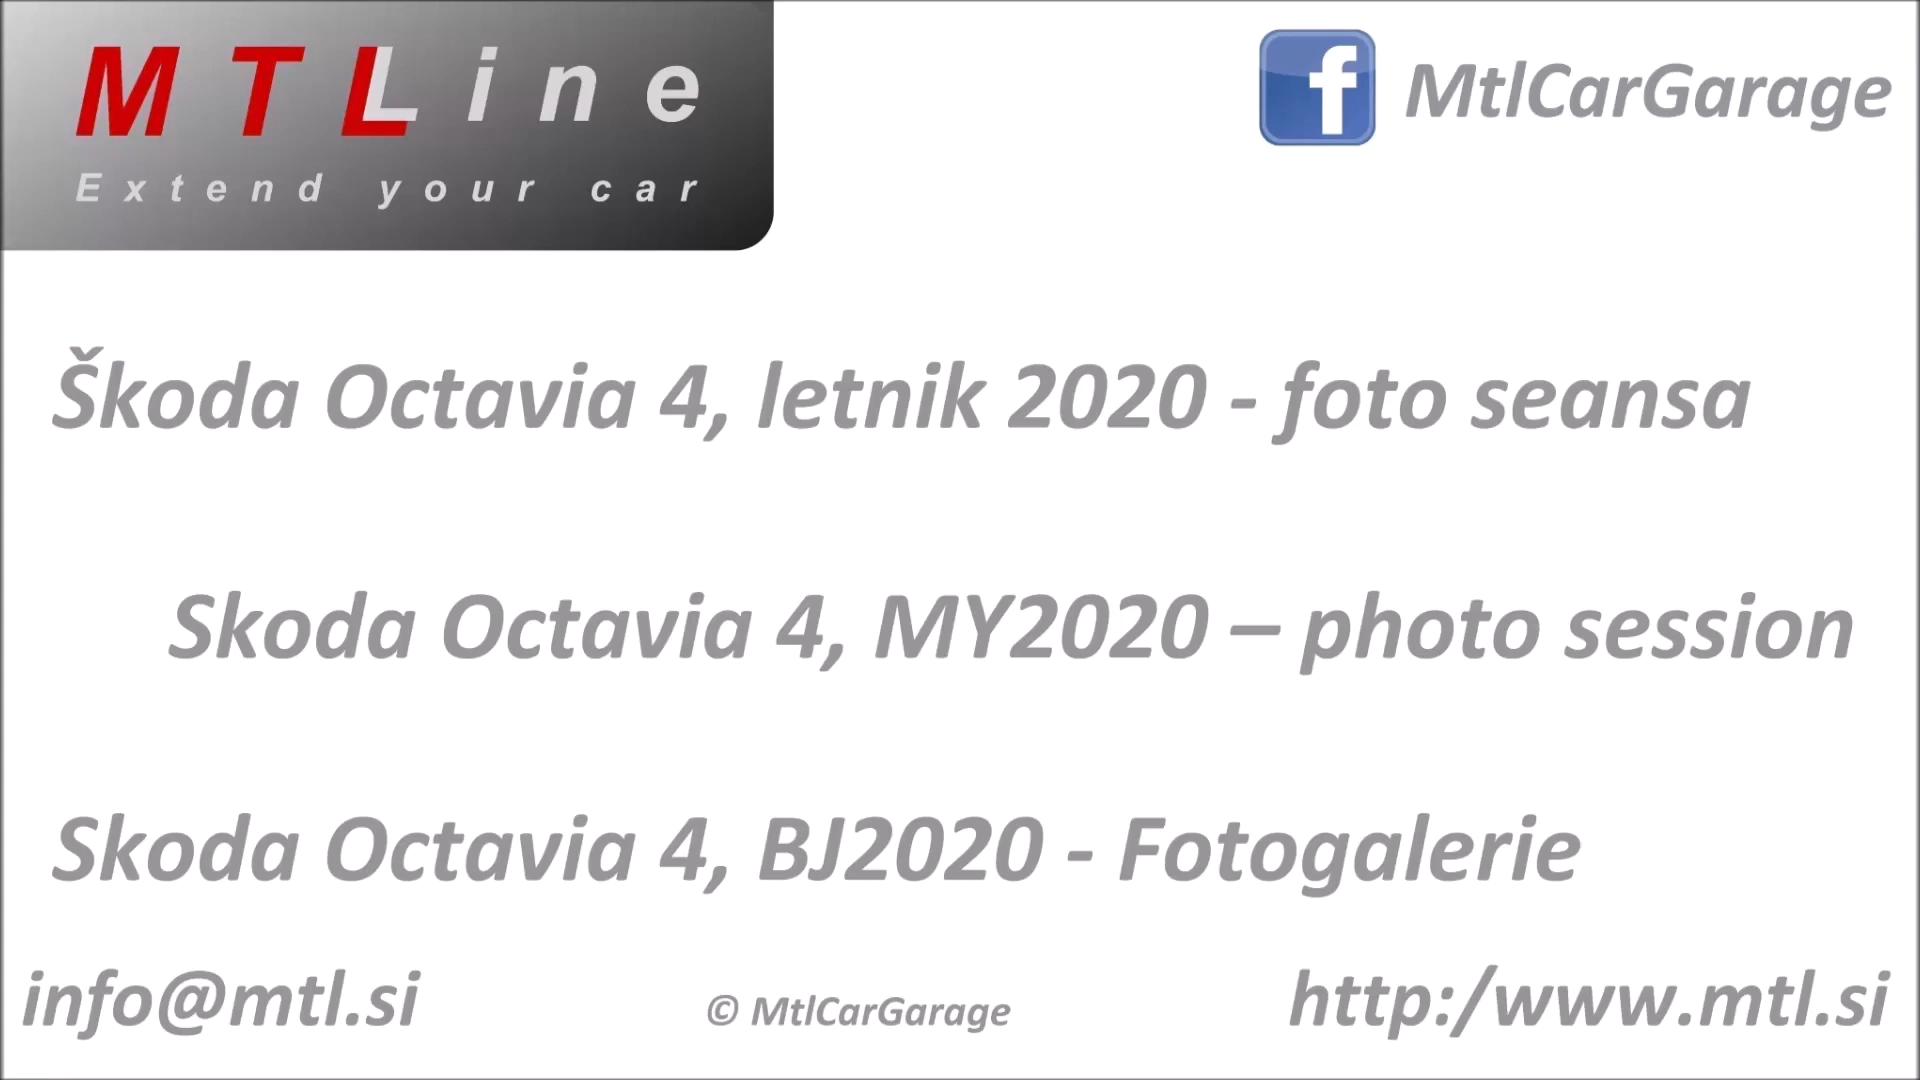 MTLine
Extend your car
MtlCarGarage
Škoda Octavia 4, letnik 2020 - foto seansa
Skoda Octavia 4, MY2020 – photo session
Skoda Octavia 4, BJ2020 - Fotogalerie
info@mtl.si
© MtlCarGarage
http:/www.mtl.si